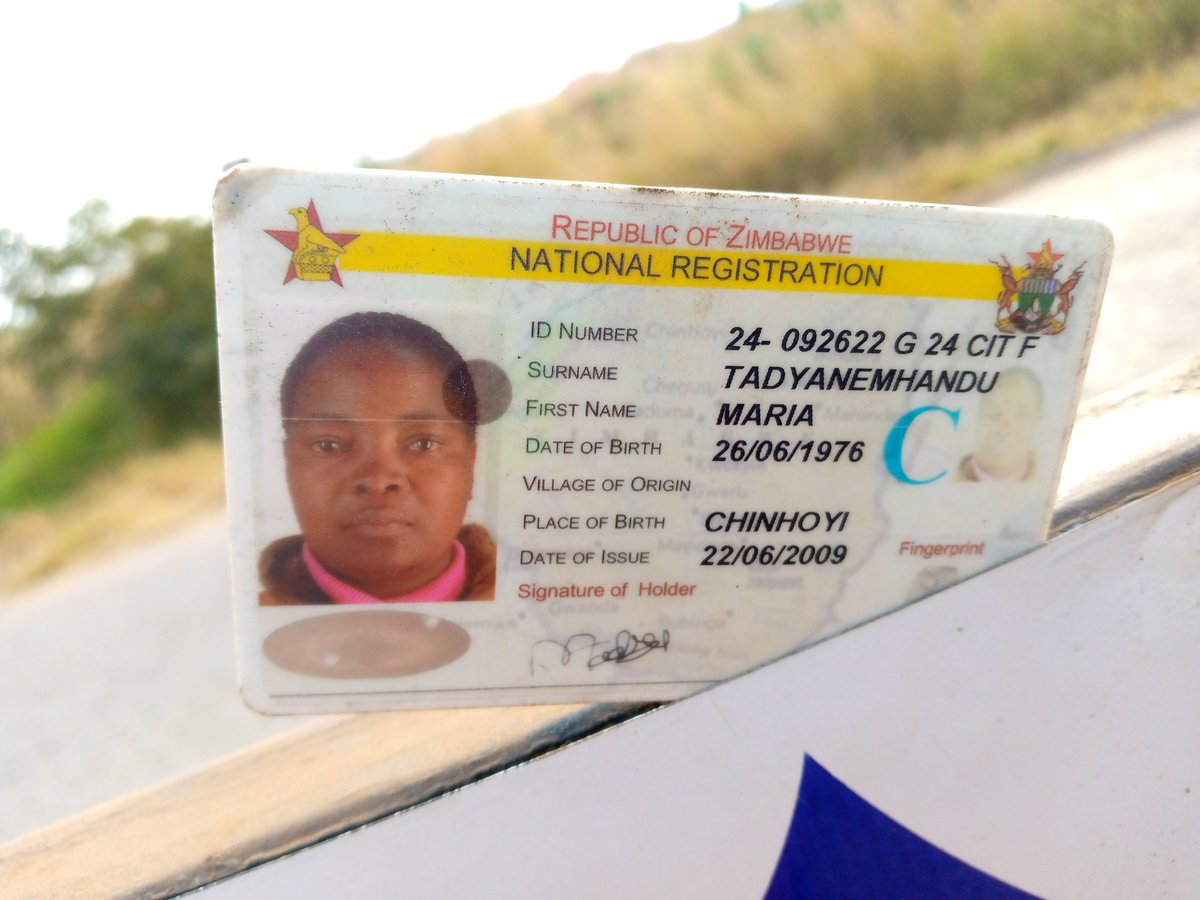 REPUBLIC OF ZIMBABWE
NATIONAL REGISTRATION
ID NUMBER 24- 092622 G 24 CIT F
SURNAME TADYANEMHANDU
FIRST NAME MARIA
DATE OF BIRTH 26/06/1976
C
VILLAGE OF ORIGIN
PLACE OF BIRTH CHINHOYI
DATE OF ISSUE 22/06/2009
Fingerprint
Signature of Holder